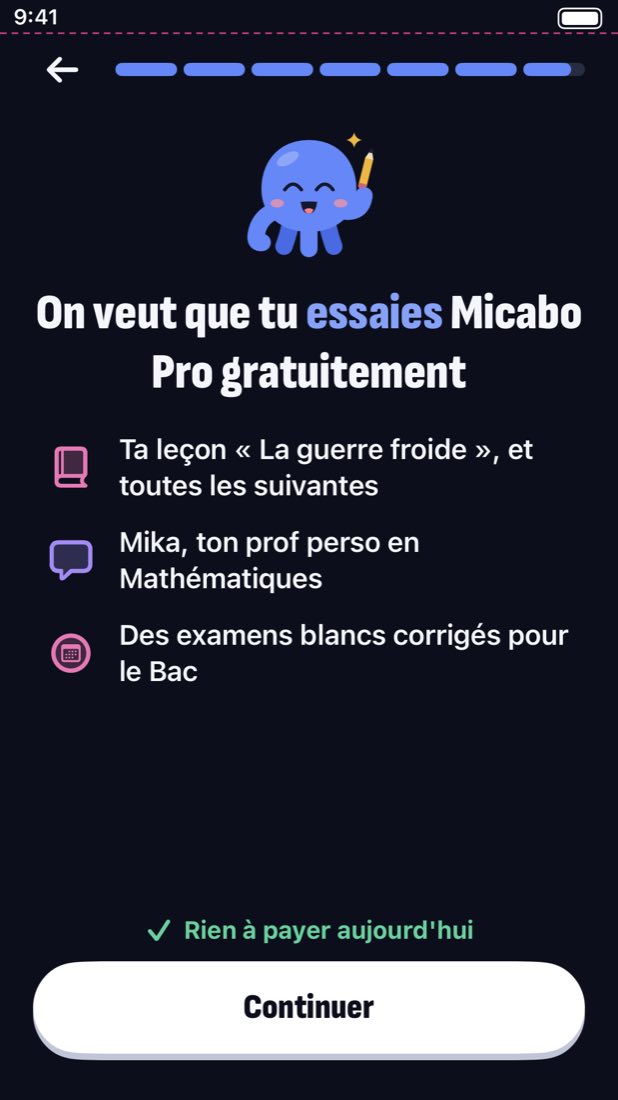 9:41
On veut que tu essaies Micabo
Pro gratuitement
Ta leçon « La guerre froide », et
toutes les suivantes
Mika, ton prof perso en
Mathématiques
Des examens blancs corrigés pour
le Bac
Rien à payer aujourd'hui
Continuer